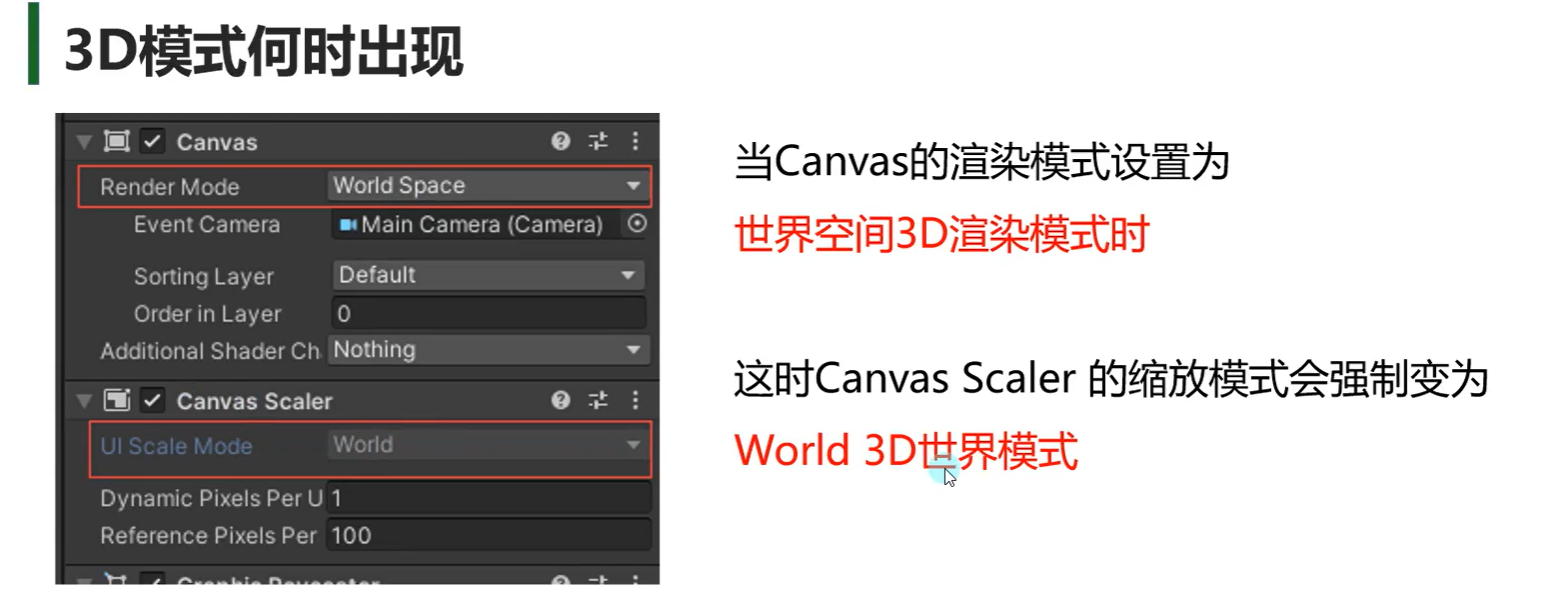 3D模式何时出现
Canvas
Render Mode World Space
Event Camera Main Camera (Camera)
Sorting Layer Default
Order in Layer 0
Additional Shader Ch Nothing
Canvas Scaler
UI Scale Mode World
Dynamic Pixels Per U 1
Reference Pixels Per 100
Graphic Raycaster
当Canvas的渲染模式设置为
世界空间3D渲染模式时
这时Canvas Scaler 的缩放模式会强制变为
World 3D世界模式